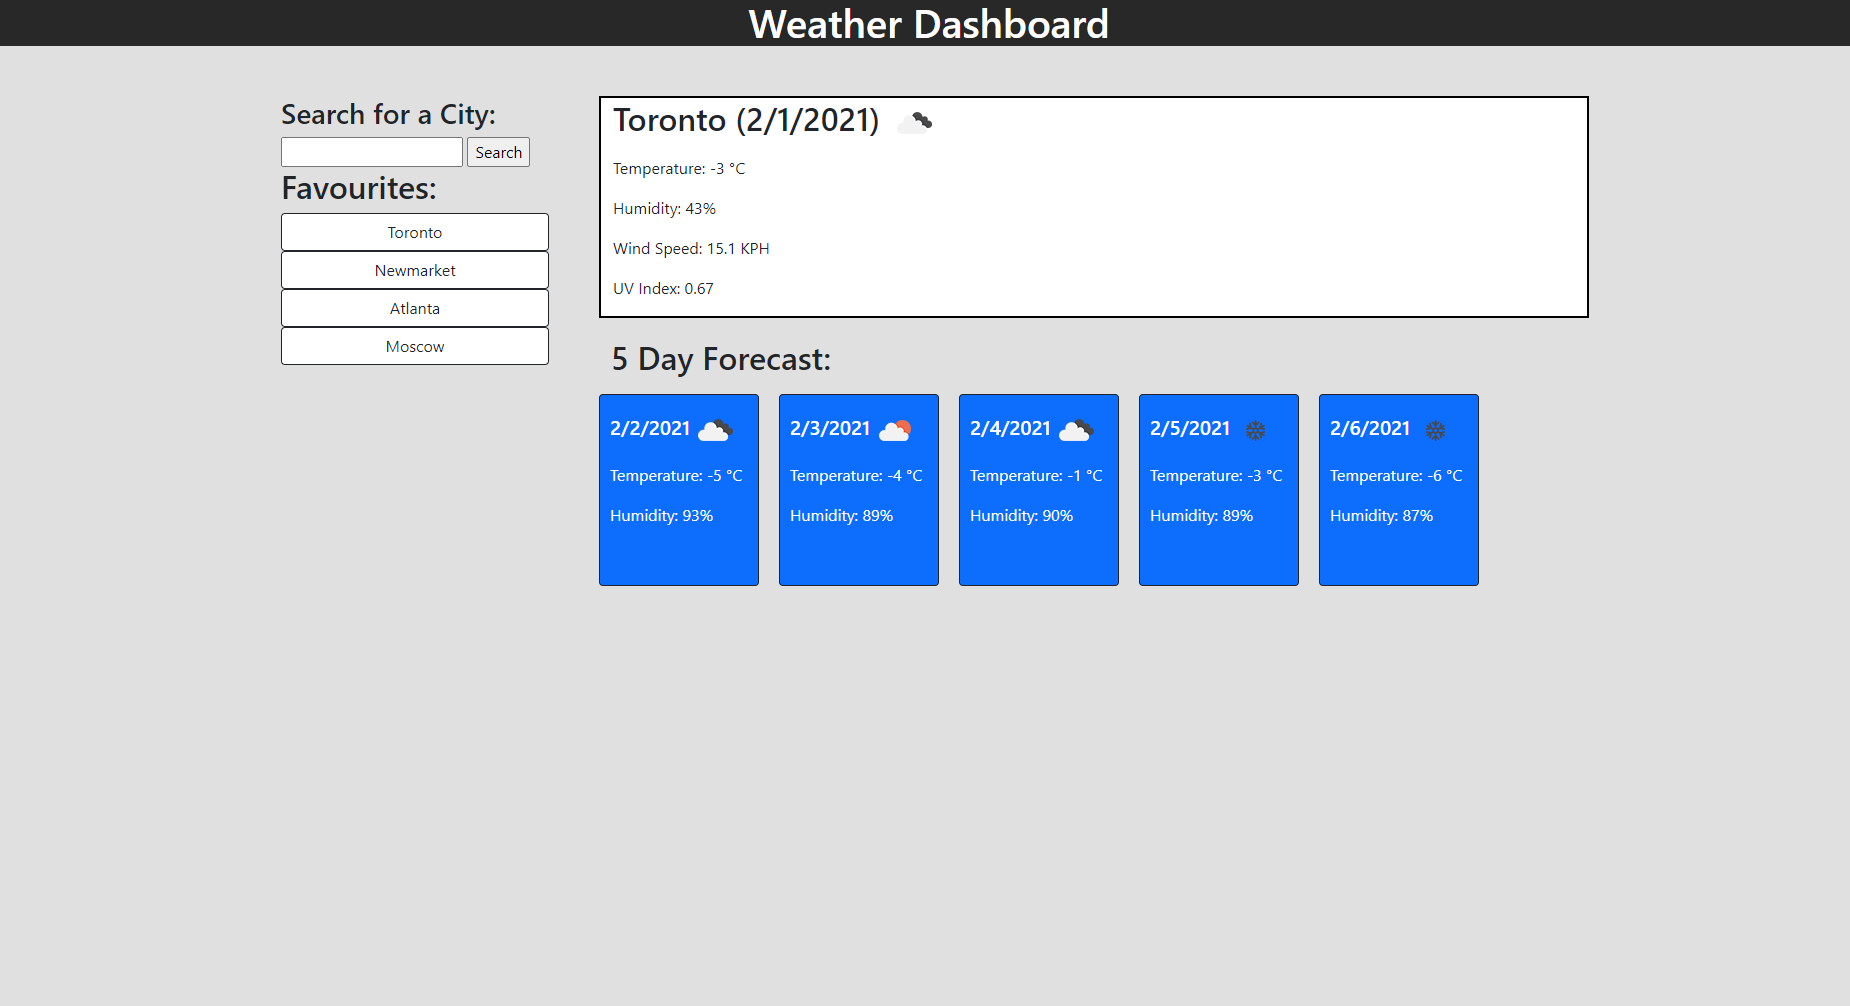 Weather Dashboard
Search for a City:
Search
Favourites:
Toronto
Newmarket
Atlanta
Moscow
Toronto (2/1/2021)
Temperature: -3 °C
Humidity: 43%
Wind Speed: 15.1 KPH
UV Index: 0.67
5 Day Forecast:
2/2/2021
Temperature: -5 °C
Humidity: 93%
2/3/2021
Temperature: -4 °C
Humidity: 89%
2/4/2021
Temperature: -1 °C
Humidity: 90%
2/5/2021
Temperature: -3 °C
Humidity: 89%
2/6/2021
Temperature: -6 °C
Humidity: 87%